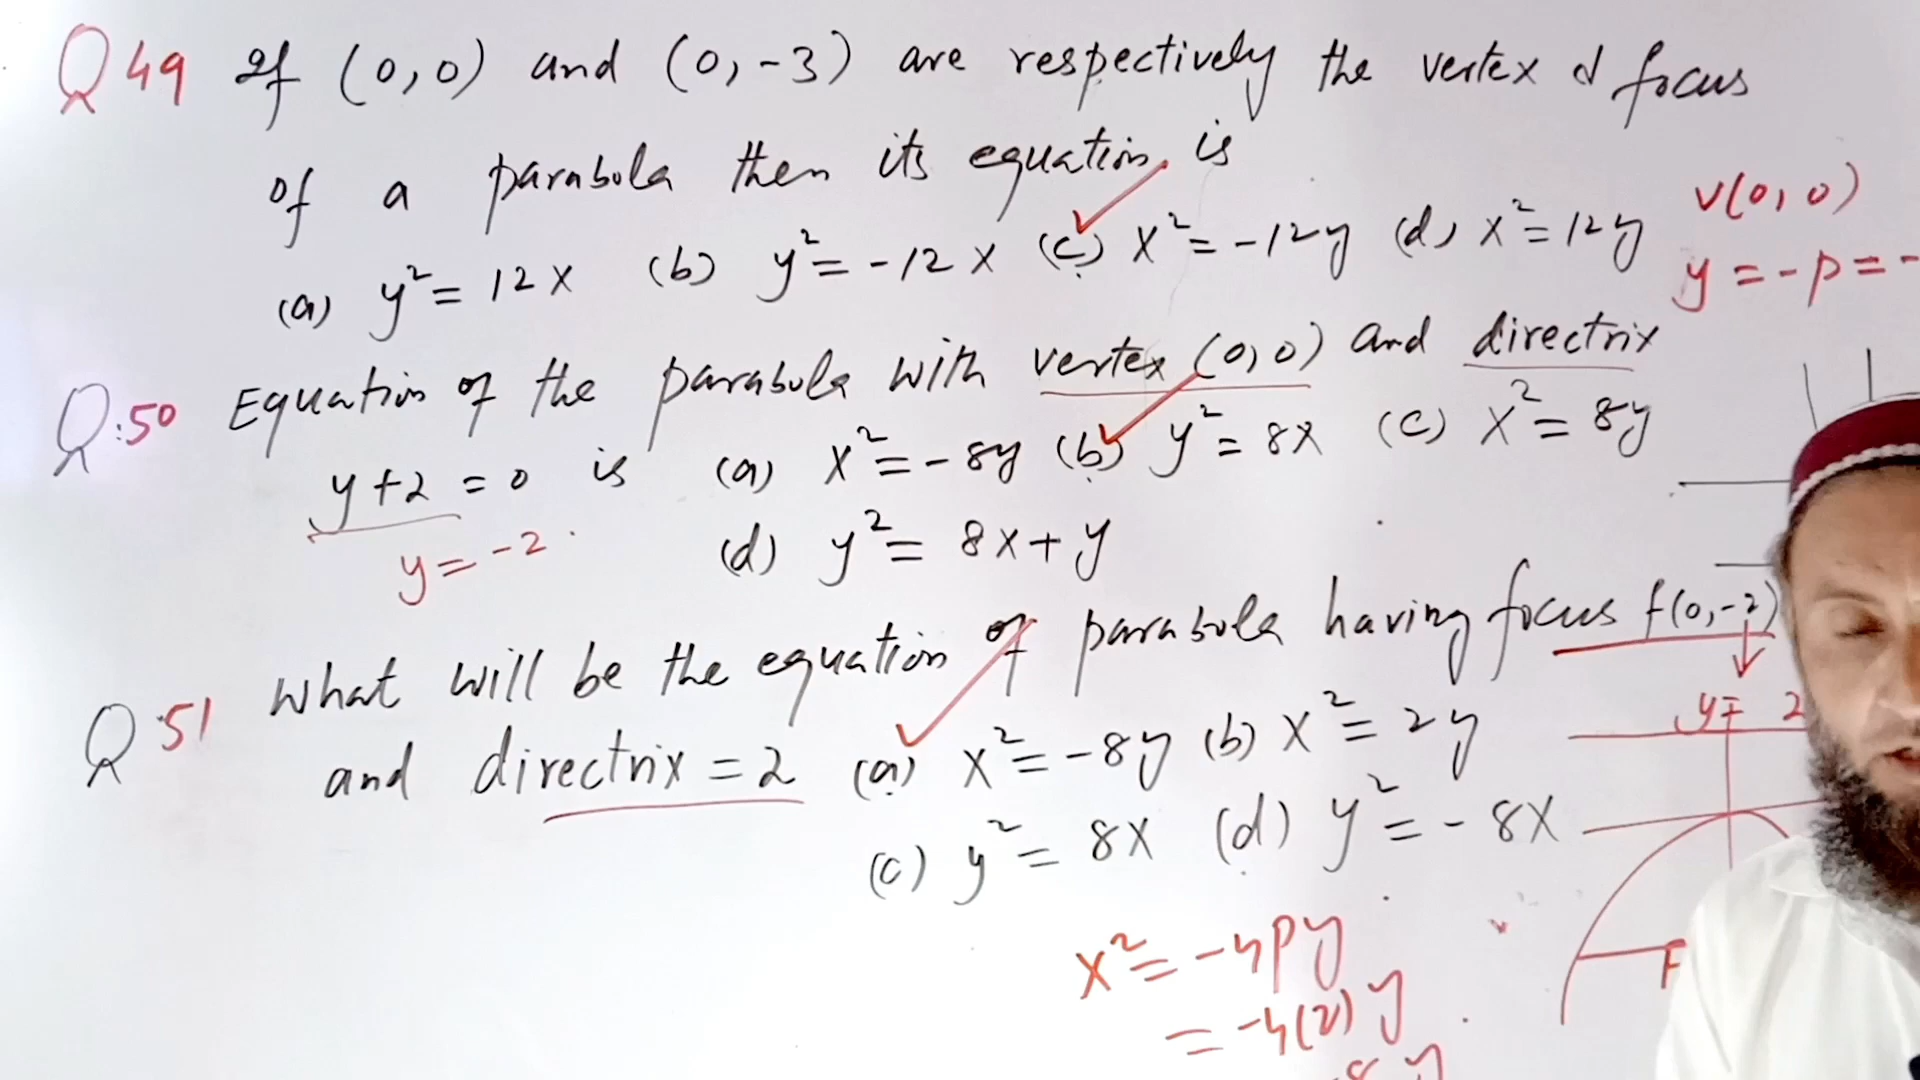 Q 49 If (0,0) and (0,-3) are respectively the vertex & focus
of a parabola then its equation is
(a) y²= 12x (b) y²= -12x (c) x²= -12y (d) x²= 12y
V(0,0)
y = -p = -
Q:50 Equation of the parabola with vertex (0,0) and directrix
y+2 = 0 is (a) x²= -8y (b) y²= 8x (c) x²= 8y
y = -2 (d) y²= 8x+y
Q 51 What will be the equation of parabola having focus f(0,-2)
and directrix = 2 (a) x²= -8y (b) x²= 2y
y= 2
(c) y²= 8x (d) y²= -8x
F
x²= -4py
= -4(2)y
8y